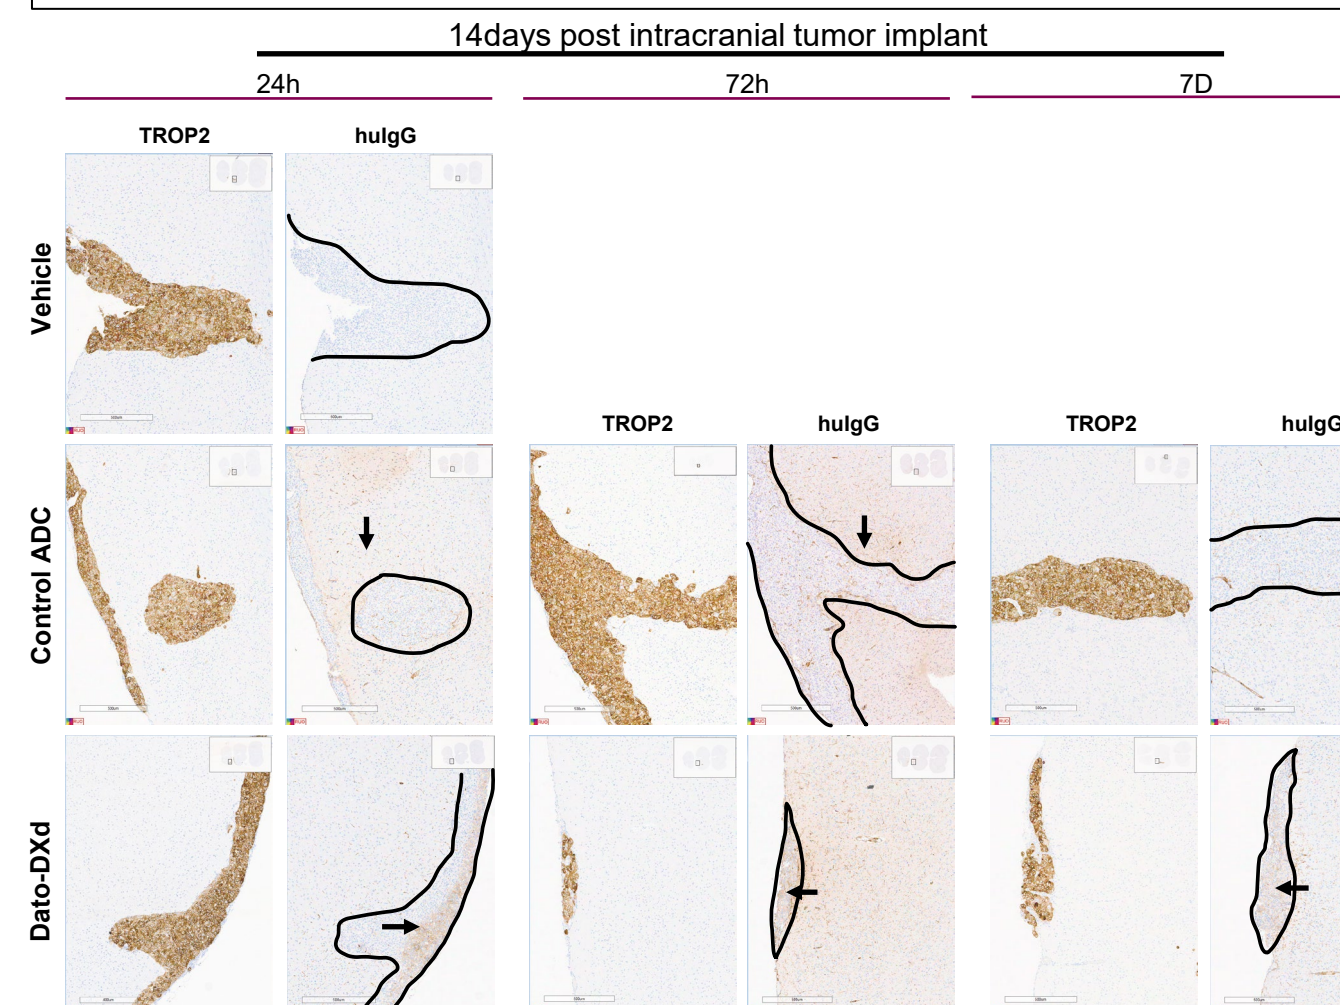 14days post intracranial tumor implant
24h 72h 7D
TROP2 huIgG
Vehicle
TROP2 huIgG TROP2 huIgG
Control ADC
Dato-DXd